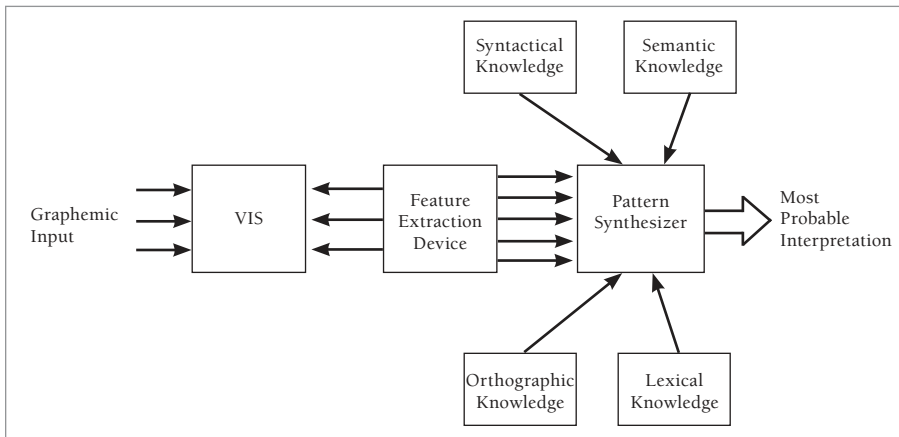 Syntactical
Knowledge
Semantic
Knowledge
Graphemic
Input
VIS
Feature
Extraction
Device
Pattern
Synthesizer
Most
Probable
Interpretation
Orthographic
Knowledge
Lexical
Knowledge